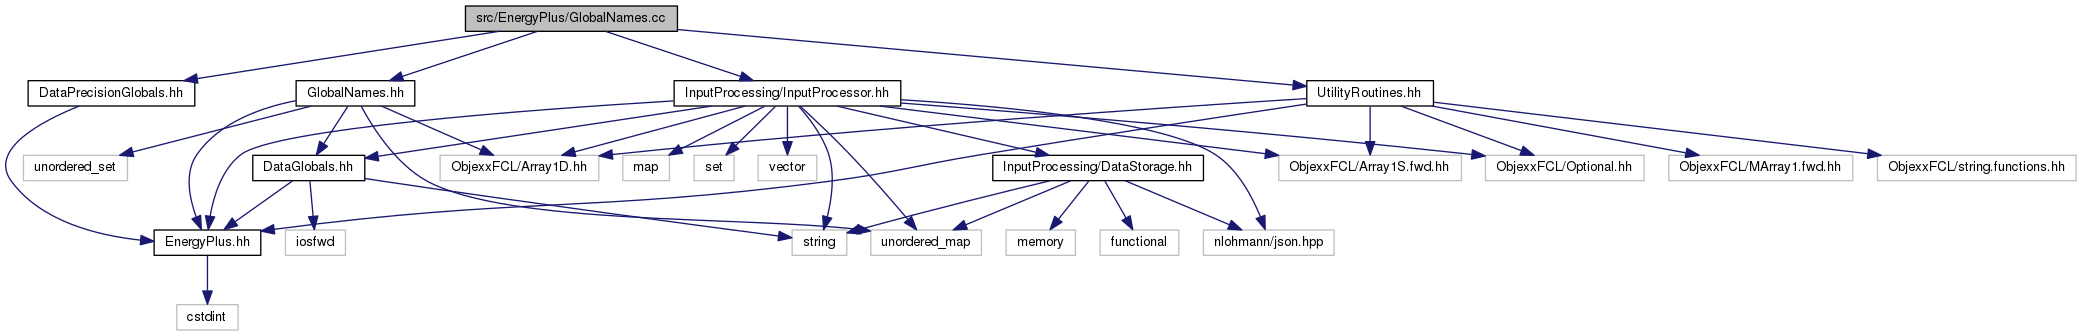 src/EnergyPlus/GlobalNames.cc
DataPrecisionGlobals.hh
GlobalNames.hh
InputProcessing/InputProcessor.hh
UtilityRoutines.hh
unordered_set
DataGlobals.hh
ObjexxFCL/Array1D.hh
map
set
vector
InputProcessing/DataStorage.hh
ObjexxFCL/Array1S.fwd.hh
ObjexxFCL/Optional.hh
ObjexxFCL/MArray1.fwd.hh
ObjexxFCL/string.functions.hh
EnergyPlus.hh
iosfwd
string
unordered_map
memory
functional
nlohmann/json.hpp
cstdint